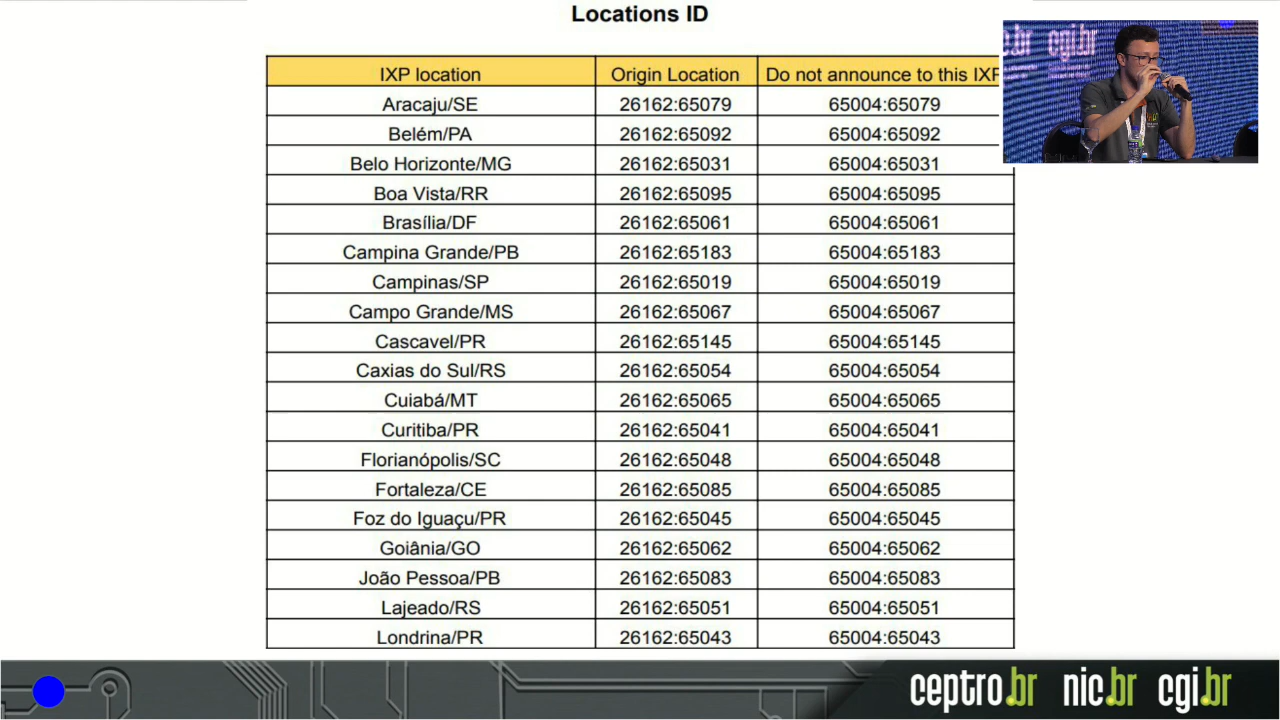 Locations ID
IXP location Origin Location Do not announce to this IXP
Aracaju/SE 26162:65079 65004:65079
Belém/PA 26162:65092 65004:65092
Belo Horizonte/MG 26162:65031 65004:65031
Boa Vista/RR 26162:65095 65004:65095
Brasília/DF 26162:65061 65004:65061
Campina Grande/PB 26162:65183 65004:65183
Campinas/SP 26162:65019 65004:65019
Campo Grande/MS 26162:65067 65004:65067
Cascavel/PR 26162:65145 65004:65145
Caxias do Sul/RS 26162:65054 65004:65054
Cuiabá/MT 26162:65065 65004:65065
Curitiba/PR 26162:65041 65004:65041
Florianópolis/SC 26162:65048 65004:65048
Fortaleza/CE 26162:65085 65004:65085
Foz do Iguaçu/PR 26162:65045 65004:65045
Goiânia/GO 26162:65062 65004:65062
João Pessoa/PB 26162:65083 65004:65083
Lajeado/RS 26162:65051 65004:65051
Londrina/PR 26162:65043 65004:65043
nic.br cgi.br
ceptro.br nic.br cgi.br